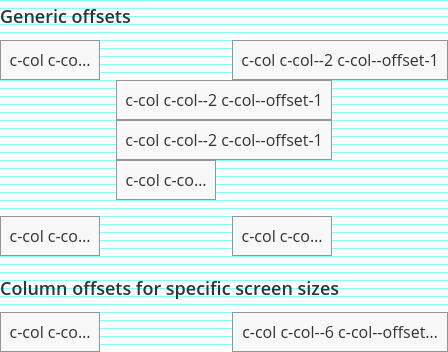 Generic offsets
c-col c-co... c-col c-col--2 c-col--offset-1
c-col c-col--2 c-col--offset-1
c-col c-col--2 c-col--offset-1
c-col c-co...
c-col c-co... c-col c-co...
Column offsets for specific screen sizes
c-col c-co... c-col c-col--6 c-col--offset...